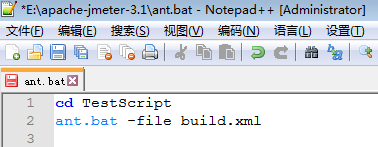 *E:\apache-jmeter-3.1\ant.bat - Notepad++ [Administrator]
文件(F) 编辑(E) 搜索(S) 视图(V) 编码(N) 语言(L) 设置(T)
ant.bat
1 cd TestScript
2 ant.bat -file build.xml
3